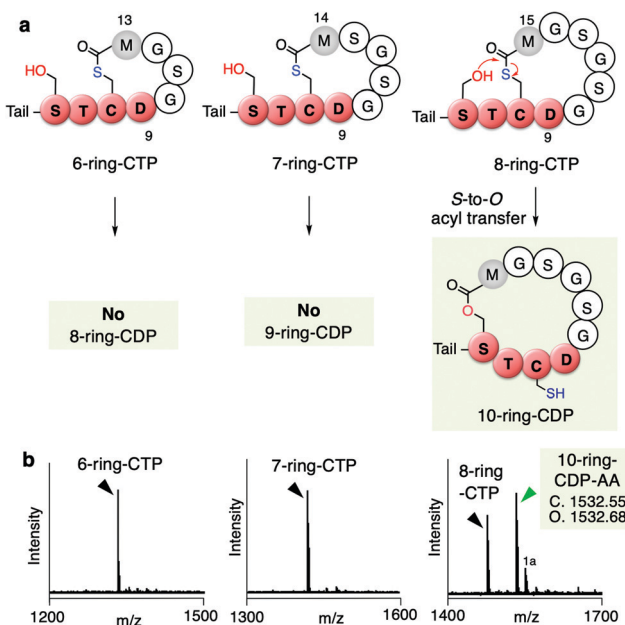 a
13
14
15
O
M
G
S
G
S
HO
Tail
S
T
C
D
9
6-ring-CTP
O
M
S
G
S
G
S
HO
Tail
S
T
C
D
9
7-ring-CTP
O
M
G
S
G
S
G
S
OH
Tail
S
T
C
D
9
8-ring-CTP
S-to-O
acyl transfer
No
8-ring-CDP
No
9-ring-CDP
M
G
S
G
S
G
O
O
Tail
S
T
C
D
SH
10-ring-CDP
b
6-ring-CTP
7-ring-CTP
8-ring
-CTP
10-ring-
CDP-AA
C. 1532.55
O. 1532.68
1a
Intensity
Intensity
Intensity
1200
m/z
1500
1300
m/z
1600
1400
m/z
1700